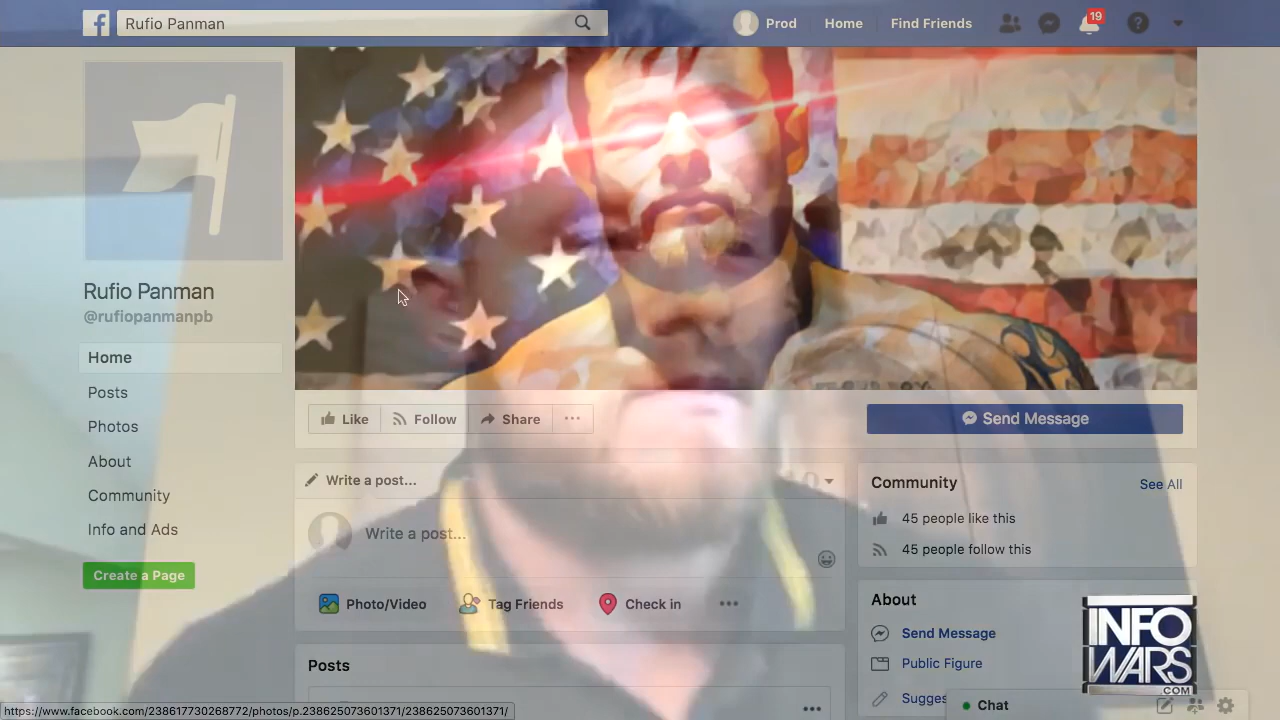 Rufio Panman
Prod
Home
Find Friends
19
?
Rufio Panman
@rufiopanmanpb
Home
Posts
Photos
About
Community
Info and Ads
Create a Page
Like
Follow
Share
Send Message
Write a post...
Write a post...
Photo/Video
Tag Friends
Check in
Posts
Community
See All
45 people like this
45 people follow this
About
Send Message
Public Figure
INFO
WARS
.COM
Chat
https://www.facebook.com/238617730268772/photos/p.238625073601371/238625073601371/